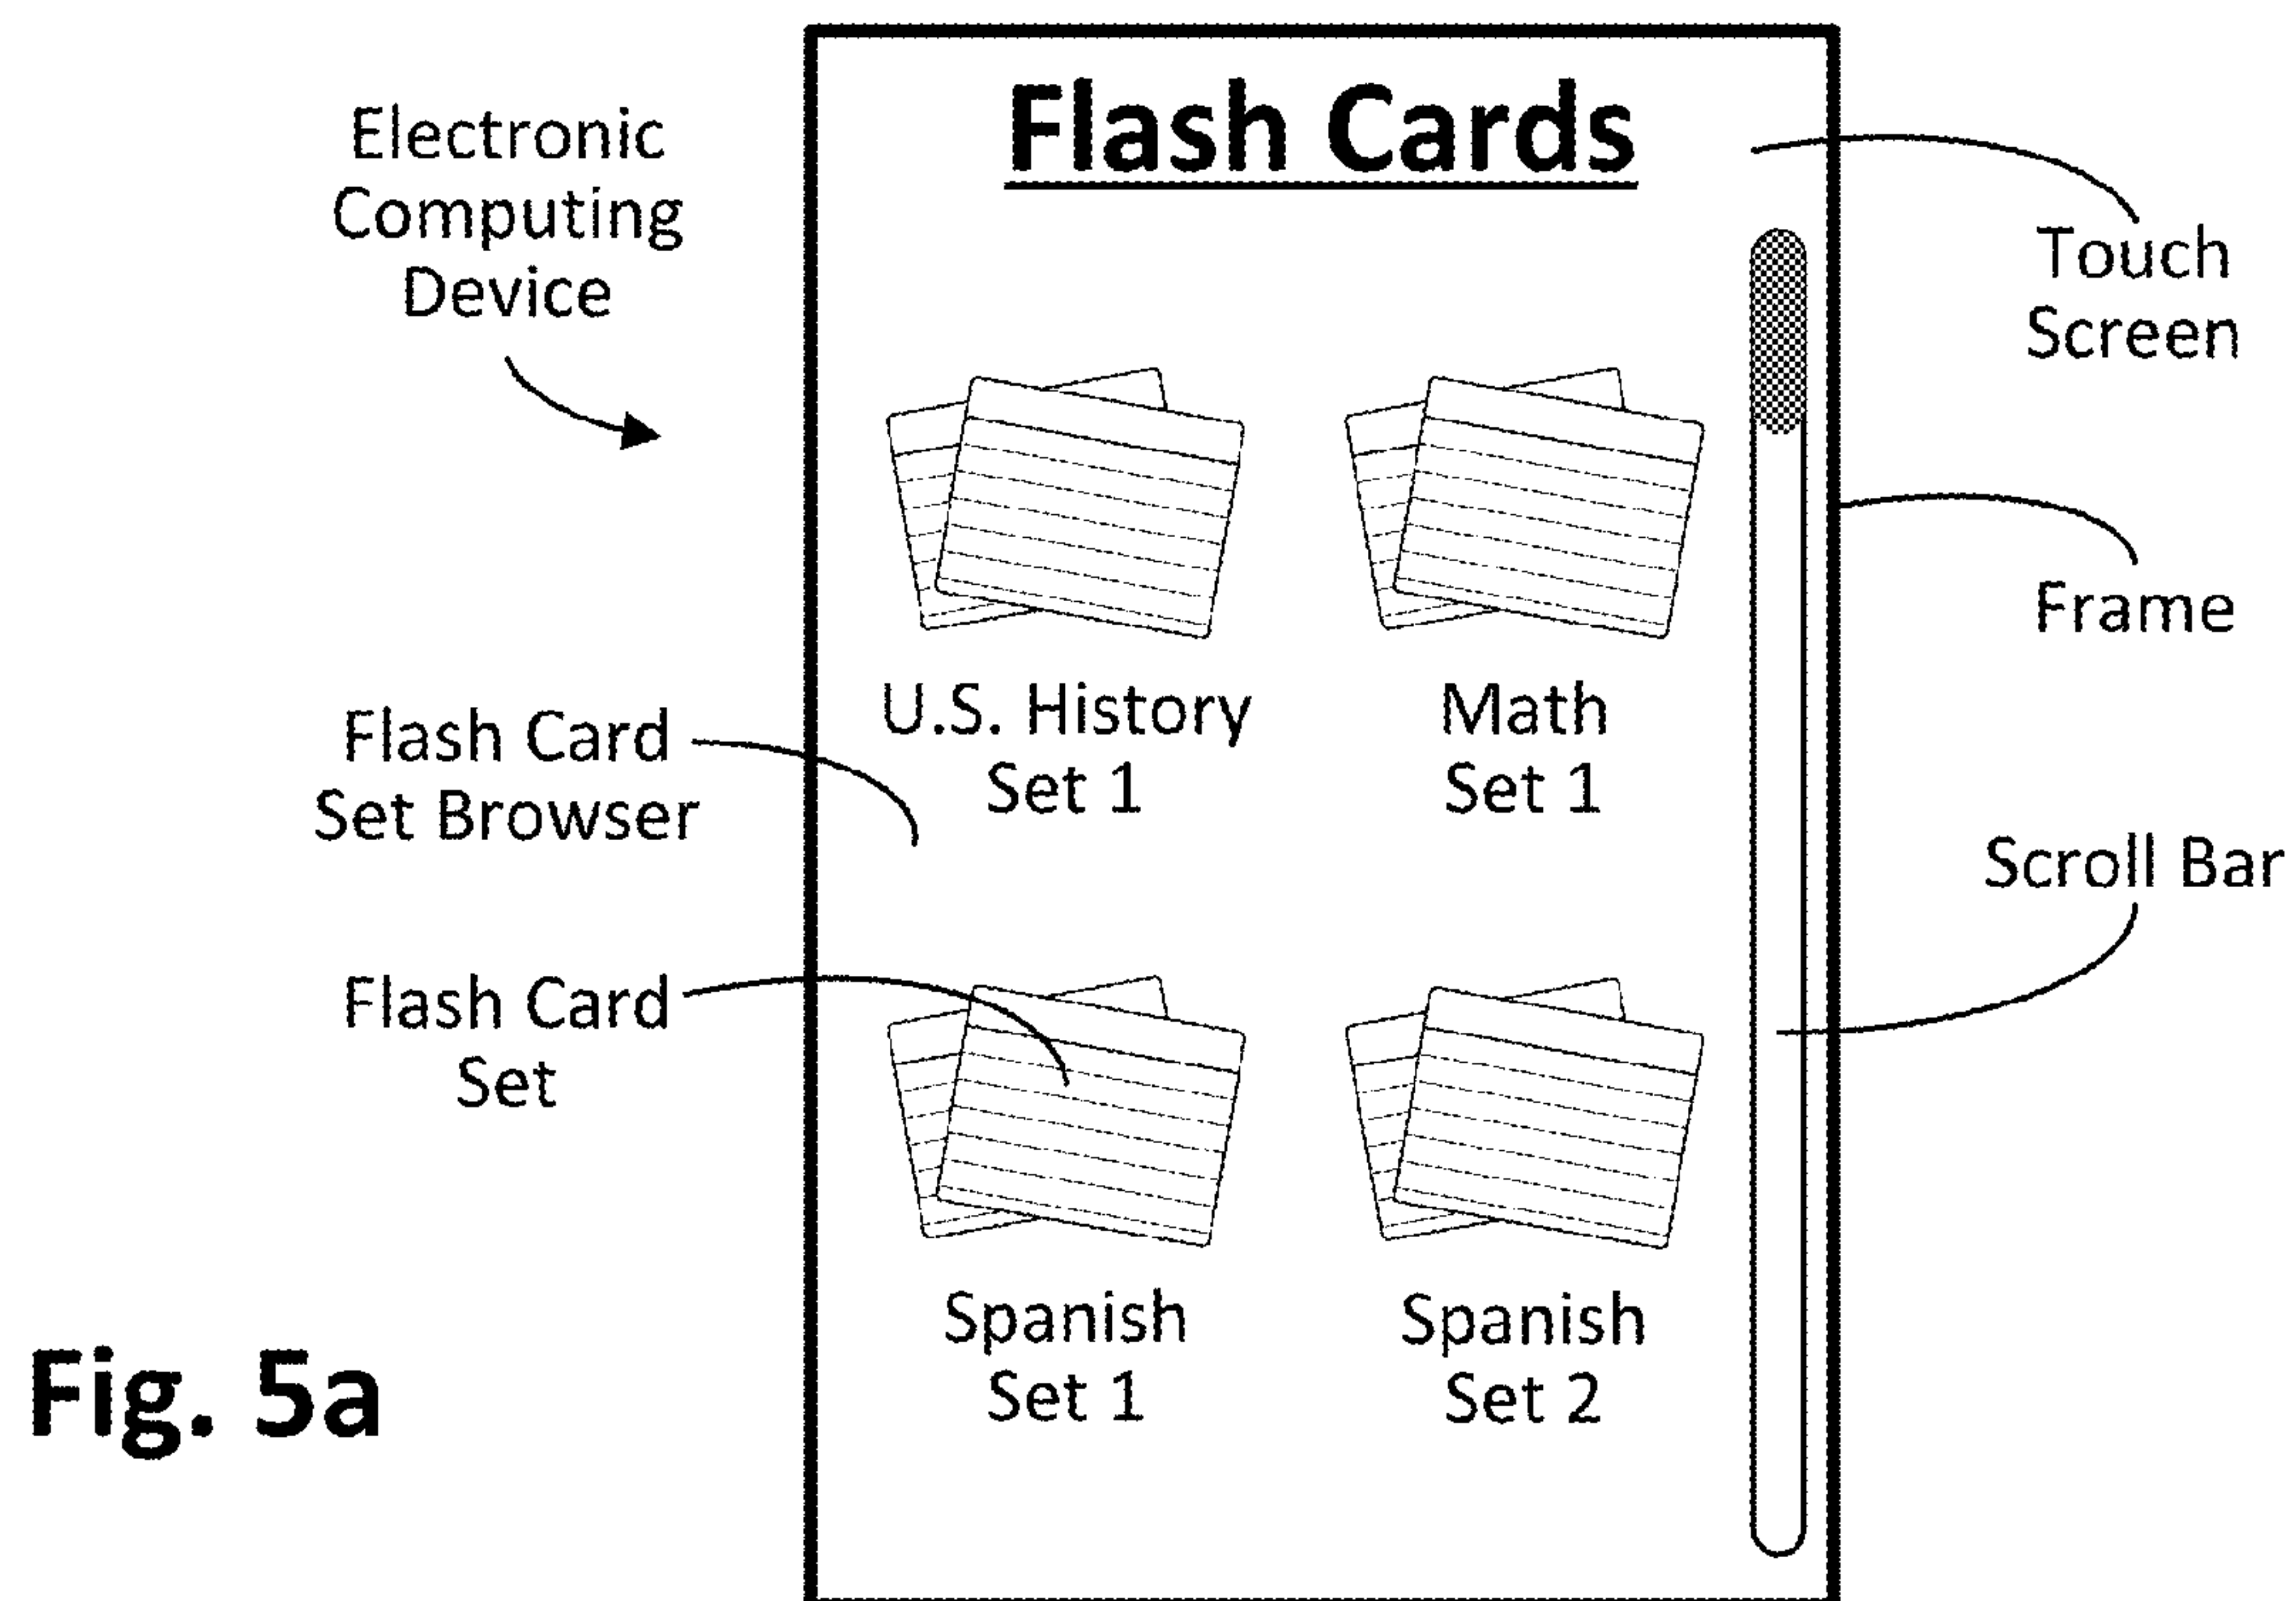 Flash Cards
Electronic
Computing
Device
Touch
Screen
Frame
U.S. History
Set 1
Math
Set 1
Flash Card
Set Browser
Scroll Bar
Flash Card
Set
Spanish
Set 1
Spanish
Set 2
Fig. 5a